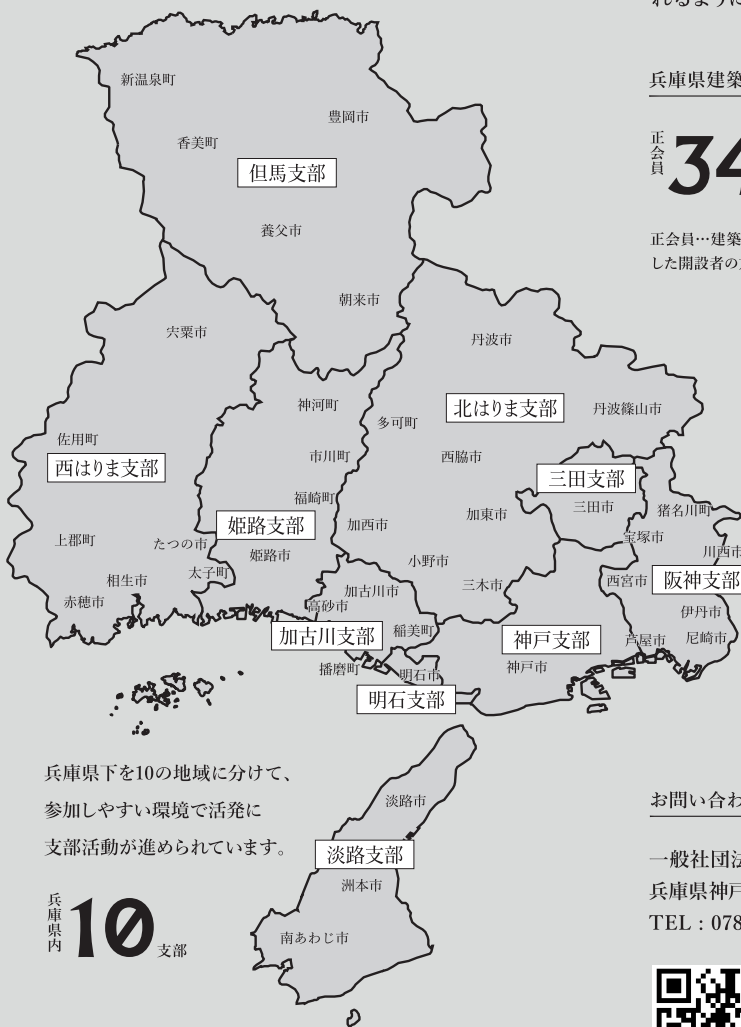 れるように
兵庫県建築
正会員
34
正会員…建築
した開設者の
新温泉町
豊岡市
香美町
但馬支部
養父市
朝来市
宍粟市
丹波市
神河町
多可町
北はりま支部
丹波篠山市
佐用町
西はりま支部
市川町
西脇市
三田支部
福崎町
三田市
猪名川町
姫路支部
加西市
加東市
上郡町
たつの市
姫路市
宝塚市
川西市
太子町
小野市
相生市
三木市
西宮市
阪神支部
赤穂市
加古川市
高砂市
伊丹市
加古川支部
稲美町
神戸支部
芦屋市
尼崎市
播磨町
明石市
神戸市
明石支部
兵庫県下を10の地域に分けて、
参加しやすい環境で活発に
支部活動が進められています。
兵庫県内
10支部
淡路市
淡路支部
洲本市
南あわじ市
お問い合わ
一般社団法
兵庫県神戸
TEL : 078